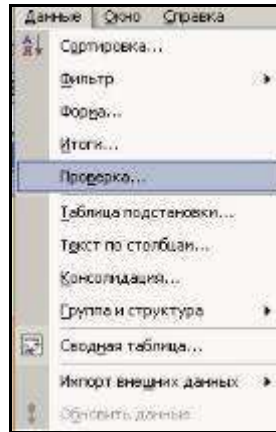 Данные Окно Справка
Сортировка...
Фильтр
Форма...
Итоги...
Проверка...
Таблица подстановки...
Текст по столбцам...
Консолидация...
Группа и структура
Сводная таблица...
Импорт внешних данных
Обновить данные